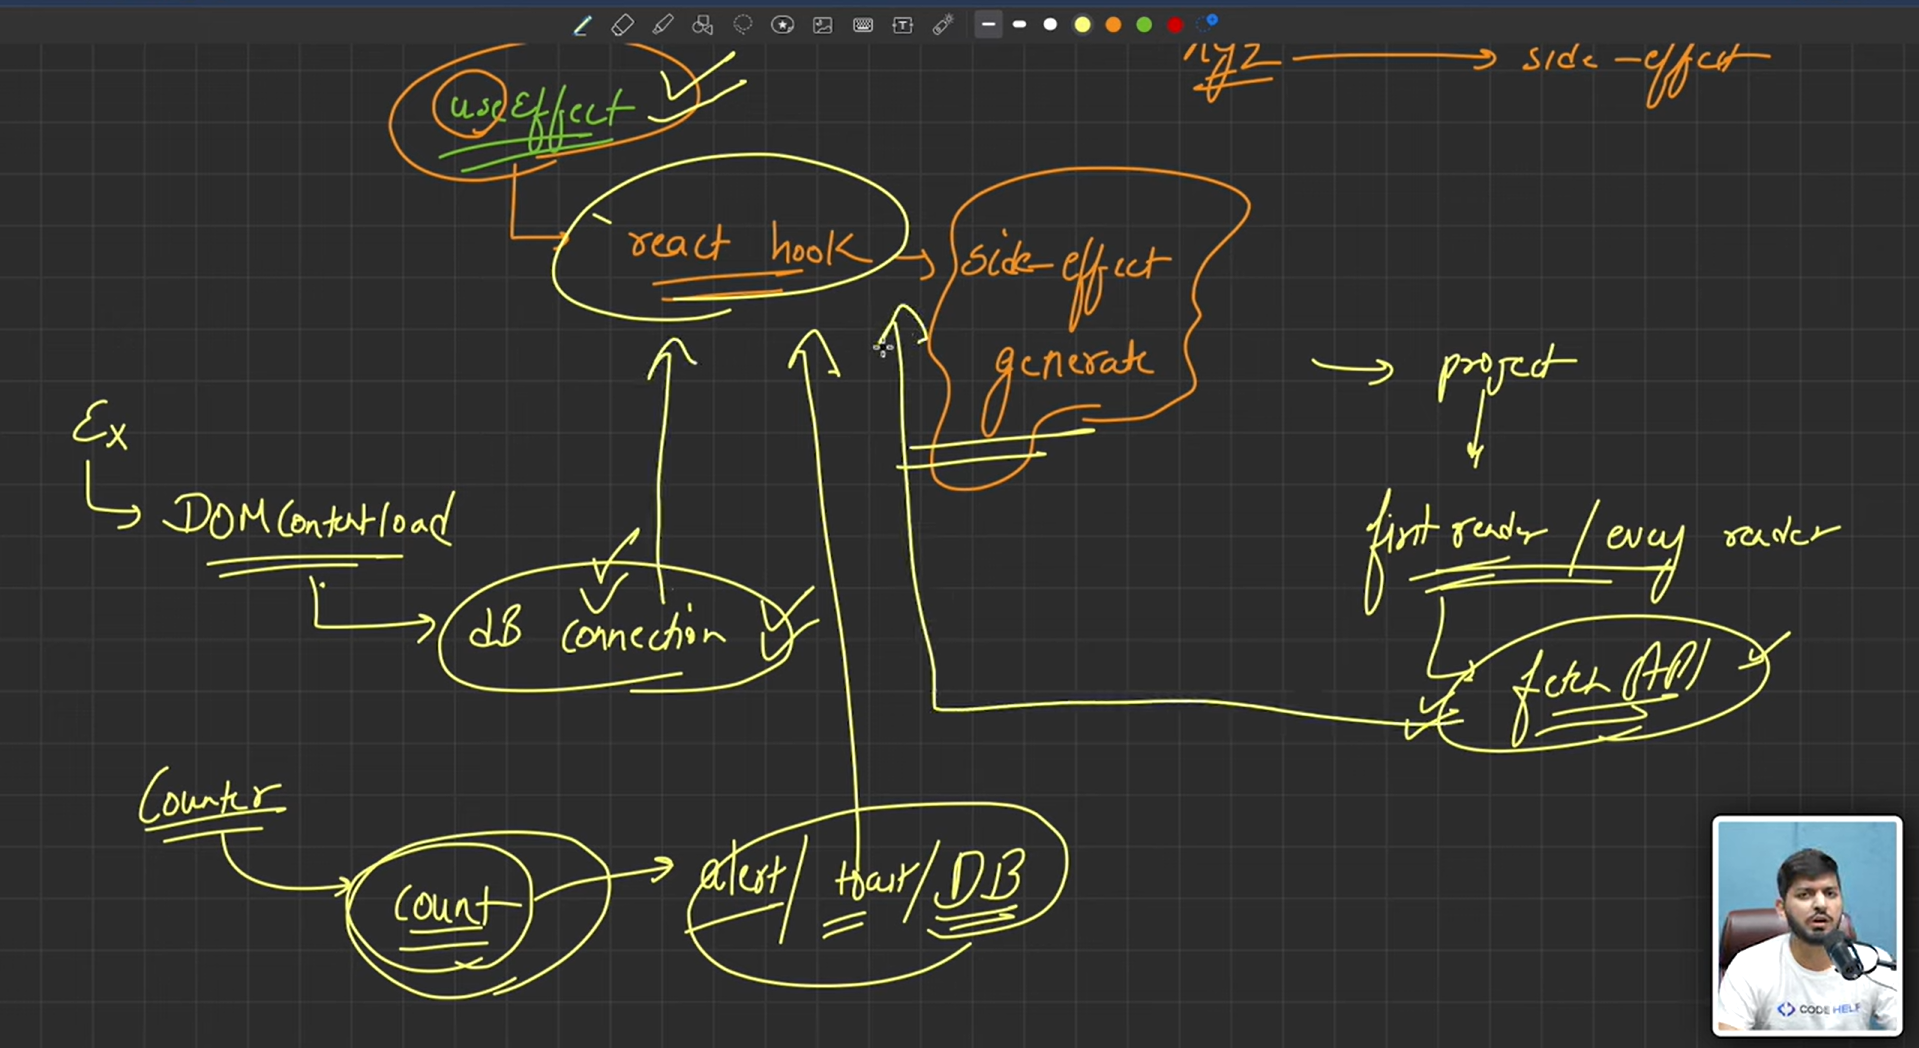 xyz → side-effect
useEffect
react hook → side-effect
generate
→ project
Ex
DOMContentload
first render / every render
dB connection
fetch (API)
Counter
count → alert / toast / DB
CODE HELP